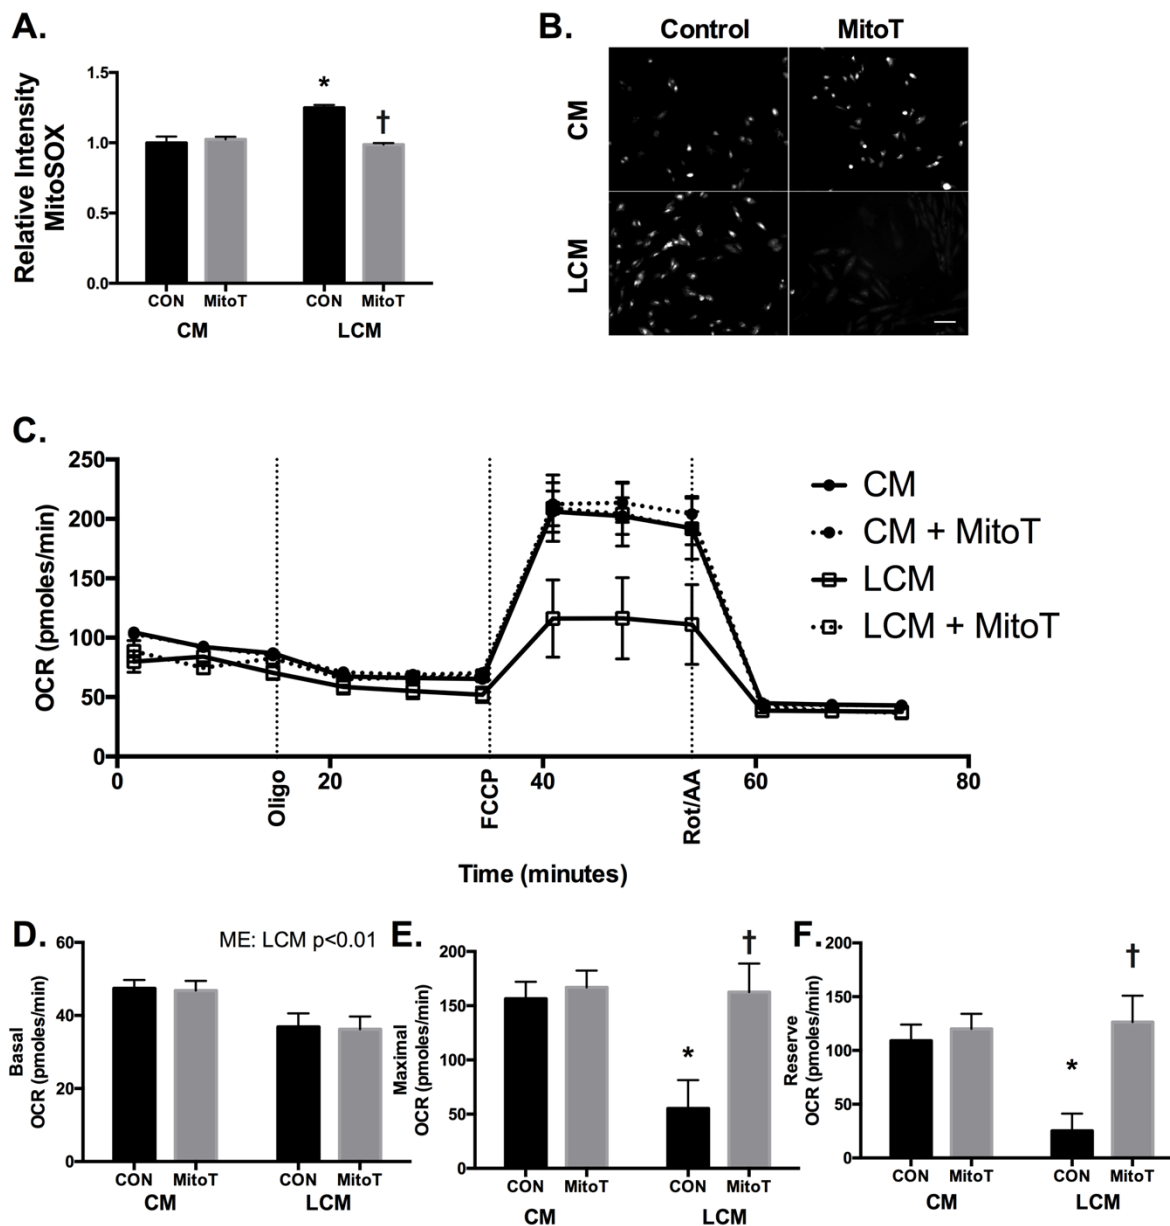 A.
Relative Intensity
MitoSOX
1.5
1.0
0.5
0.0
*
†
CON MitoT CON MitoT
CM LCM
B.
Control MitoT
CM
LCM
C.
OCR (pmoles/min)
250
200
150
100
50
0
0 20 40 60 80
Oligo
FCCP
Rot/AA
Time (minutes)
CM
CM + MitoT
LCM
LCM + MitoT
D.
ME: LCM p<0.01
Basal
OCR (pmoles/min)
60
40
20
0
CON MitoT CON MitoT
CM LCM
E.
Maximal
OCR (pmoles/min)
200
150
100
50
0
*
†
CON MitoT CON MitoT
CM LCM
F.
Reserve
OCR (pmoles/min)
200
150
100
50
0
*
†
CON MitoT CON MitoT
CM LCM